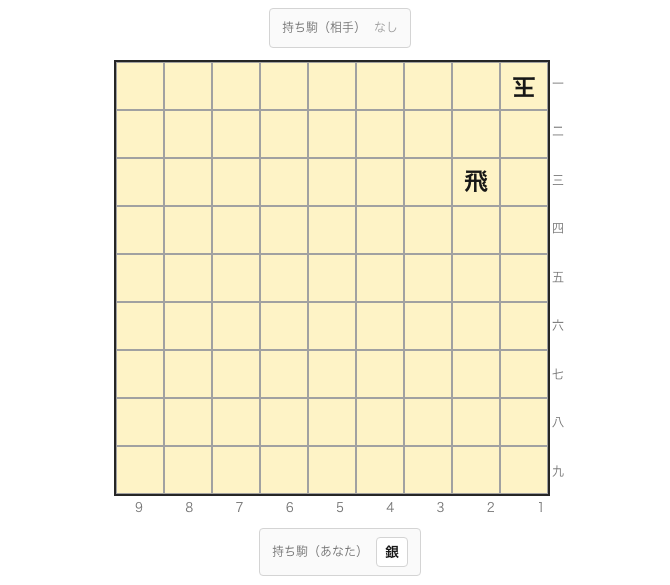 持ち駒（相手） なし
王 一
二
飛 三
四
五
六
七
八
九
9 8 7 6 5 4 3 2 1
持ち駒（あなた） 銀